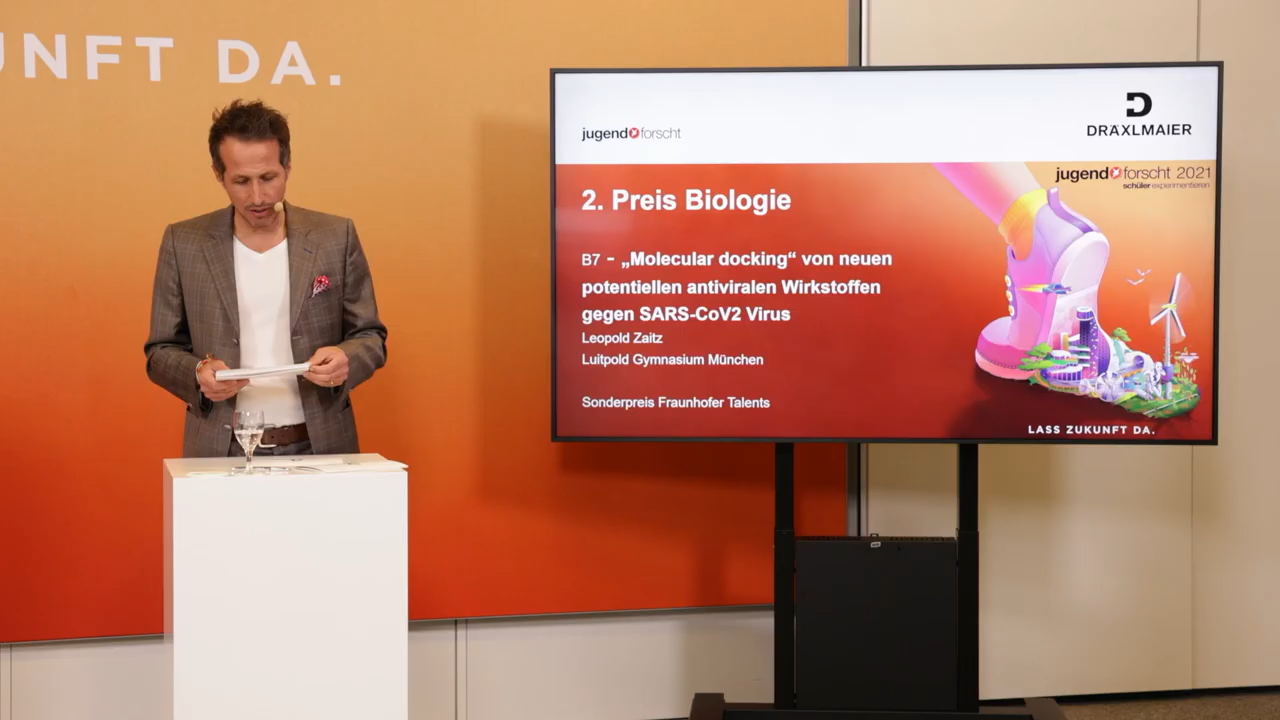 UNFT DA.
jugend forscht
DRÄXLMAIER
jugend forscht 2021
schüler experimentieren
2. Preis Biologie
B7 - „Molecular docking“ von neuen
potentiellen antiviralen Wirkstoffen
gegen SARS-CoV2 Virus
Leopold Zaitz
Luitpold Gymnasium München
Sonderpreis Fraunhofer Talents
LASS ZUKUNFT DA.